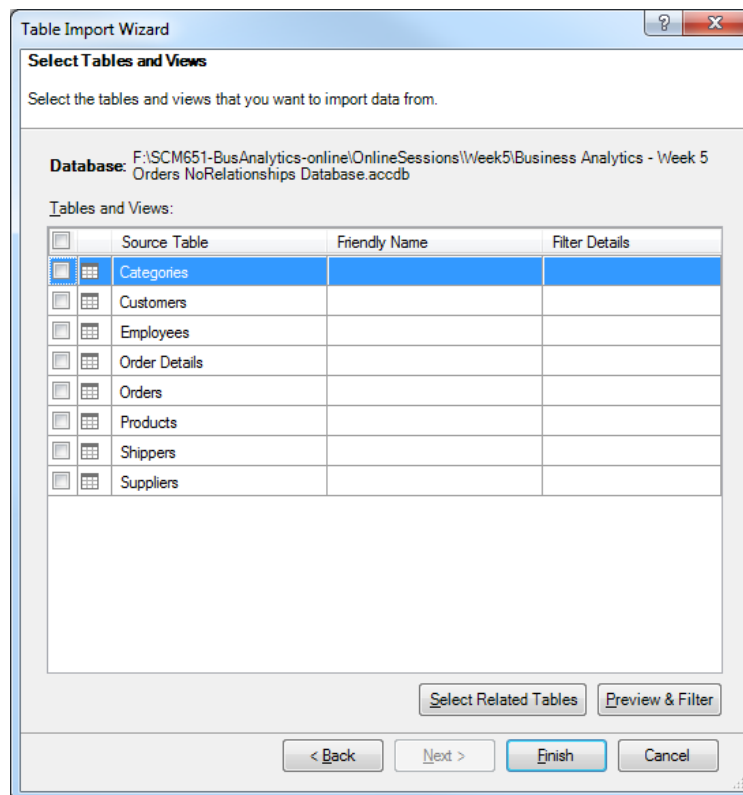 Table Import Wizard
Select Tables and Views
Select the tables and views that you want to import data from.
Database: F:\SCM651-BusAnalytics-online\OnlineSessions\Week5\Business Analytics - Week 5
Orders NoRelationships Database.accdb
Tables and Views:
Source Table Friendly Name Filter Details
Categories
Customers
Employees
Order Details
Orders
Products
Shippers
Suppliers
Select Related Tables Preview & Filter
< Back Next > Finish Cancel